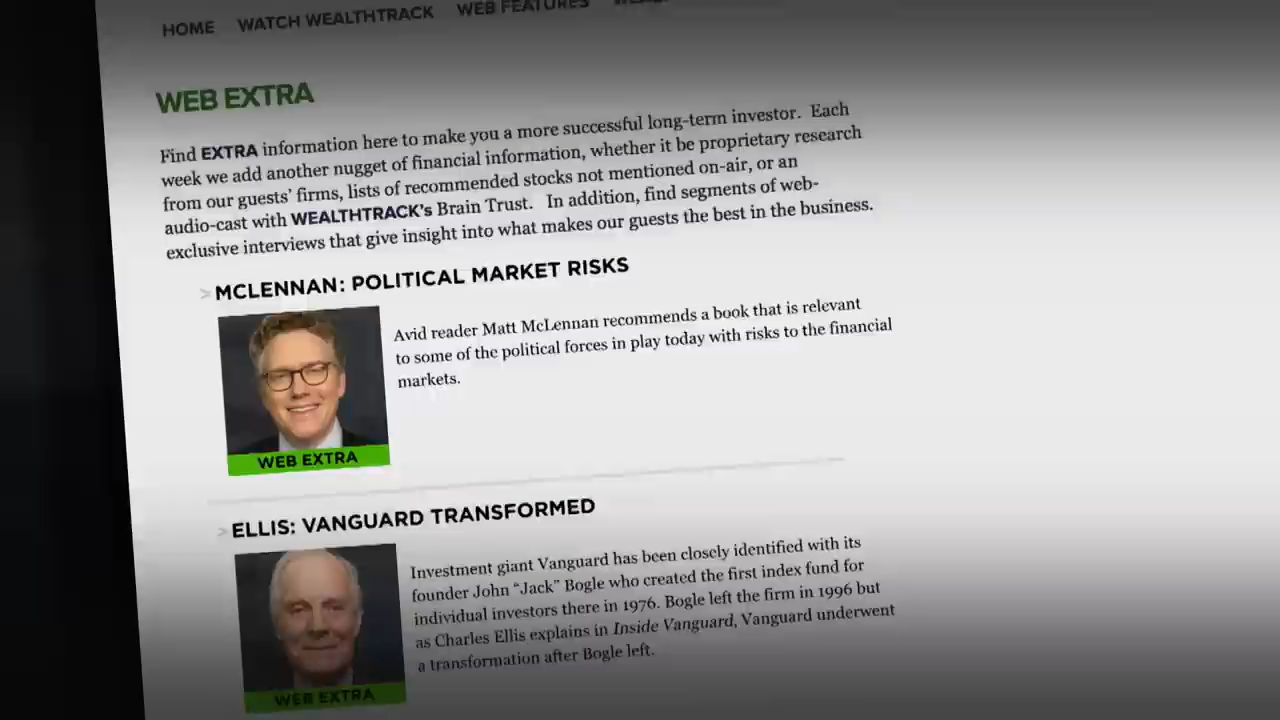 HOME WATCH WEALTHTRACK WEB FEATURES
WEB EXTRA
Find EXTRA information here to make you a more successful long-term investor. Each
week we add another nugget of financial information, whether it be proprietary research
from our guests' firms, lists of recommended stocks not mentioned on-air, or an
audio-cast with WEALTHTRACK's Brain Trust. In addition, find segments of web-
exclusive interviews that give insight into what makes our guests the best in the business.
> MCLENNAN: POLITICAL MARKET RISKS
Avid reader Matt McLennan recommends a book that is relevant
to some of the political forces in play today with risks to the financial
markets.
WEB EXTRA
> ELLIS: VANGUARD TRANSFORMED
Investment giant Vanguard has been closely identified with its
founder John “Jack” Bogle who created the first index fund for
individual investors there in 1976. Bogle left the firm in 1996 but
as Charles Ellis explains in Inside Vanguard, Vanguard underwent
a transformation after Bogle left.
WEB EXTRA